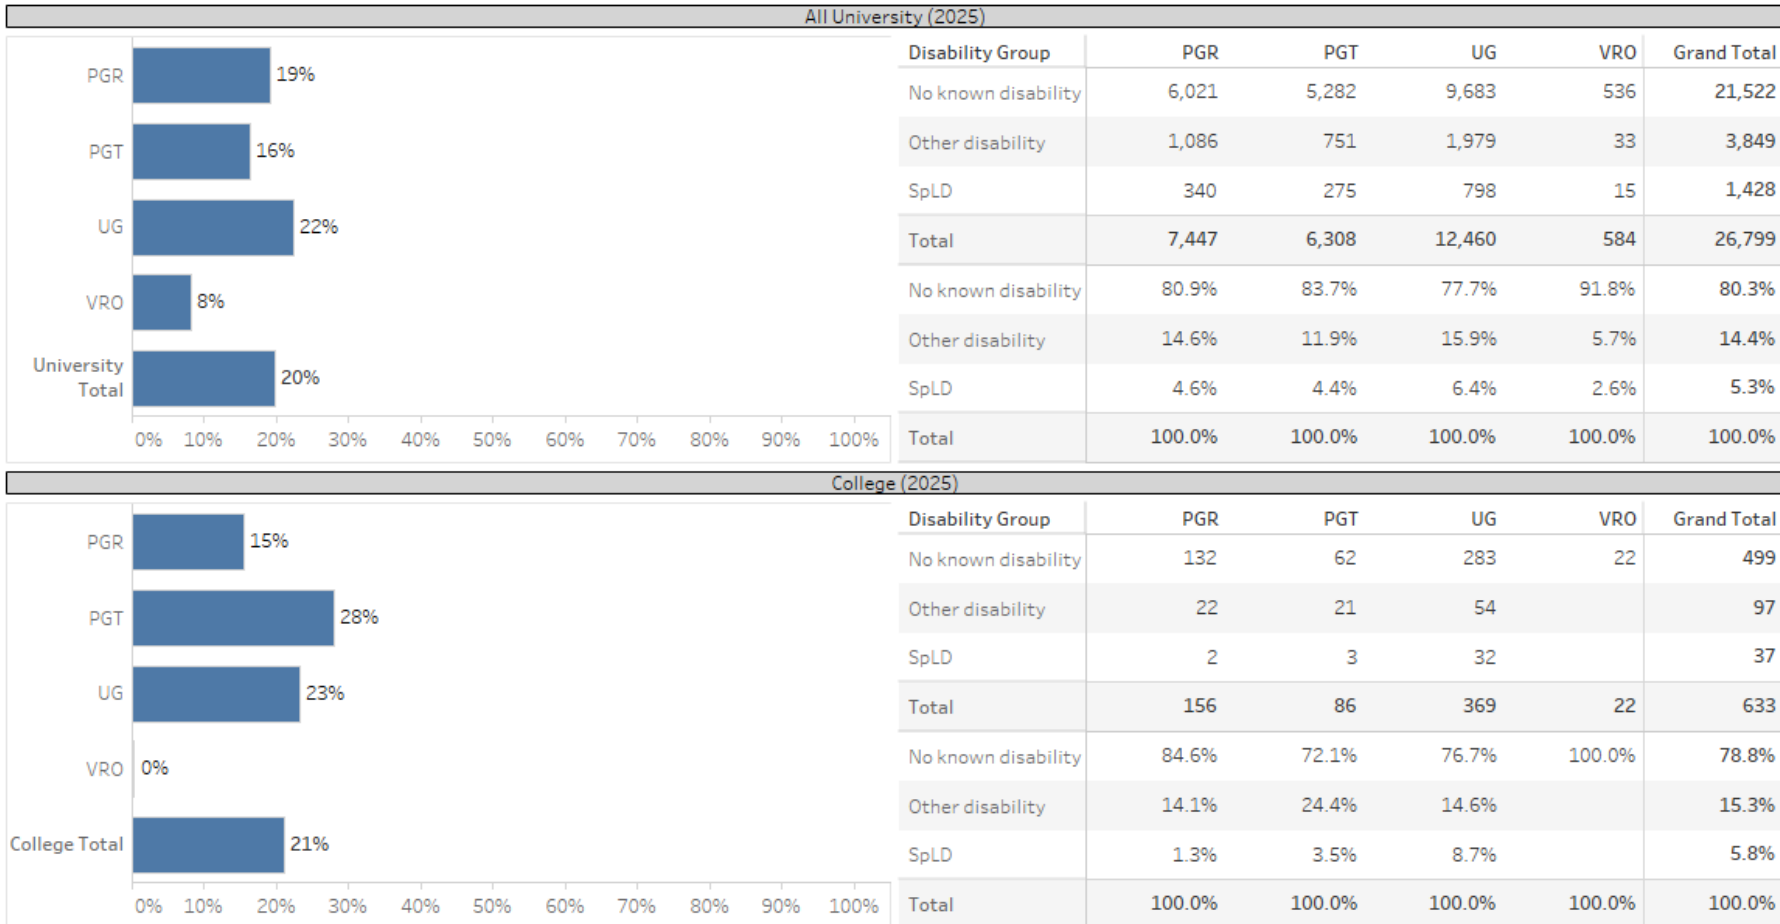 All University (2025)
PGR 19%
PGT 16%
UG 22%
VRO 8%
University
Total 20%
0% 10% 20% 30% 40% 50% 60% 70% 80% 90% 100%
Disability Group PGR PGT UG VRO Grand Total
No known disability 6,021 5,282 9,683 536 21,522
Other disability 1,086 751 1,979 33 3,849
SpLD 340 275 798 15 1,428
Total 7,447 6,308 12,460 584 26,799
No known disability 80.9% 83.7% 77.7% 91.8% 80.3%
Other disability 14.6% 11.9% 15.9% 5.7% 14.4%
SpLD 4.6% 4.4% 6.4% 2.6% 5.3%
Total 100.0% 100.0% 100.0% 100.0% 100.0%
College (2025)
PGR 15%
PGT 28%
UG 23%
VRO 0%
College Total 21%
0% 10% 20% 30% 40% 50% 60% 70% 80% 90% 100%
Disability Group PGR PGT UG VRO Grand Total
No known disability 132 62 283 22 499
Other disability 22 21 54 97
SpLD 2 3 32 37
Total 156 86 369 22 633
No known disability 84.6% 72.1% 76.7% 100.0% 78.8%
Other disability 14.1% 24.4% 14.6% 15.3%
SpLD 1.3% 3.5% 8.7% 5.8%
Total 100.0% 100.0% 100.0% 100.0% 100.0%